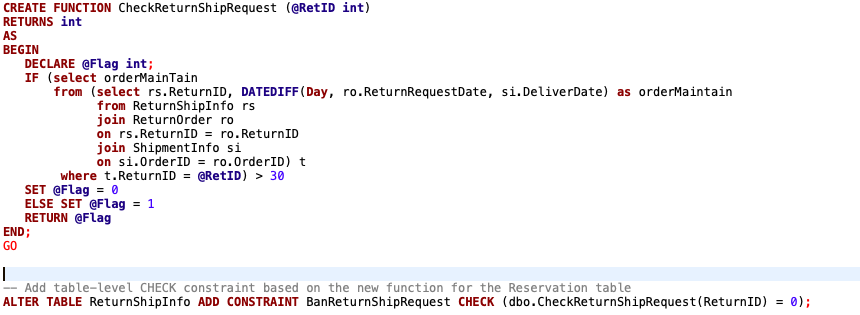 CREATE FUNCTION CheckReturnShipRequest (@RetID int)
RETURNS int
AS
BEGIN
   DECLARE @Flag int;
   IF (select orderMainTain
       from (select rs.ReturnID, DATEDIFF(Day, ro.ReturnRequestDate, si.DeliverDate) as orderMaintain
             from ReturnShipInfo rs
             join ReturnOrder ro
             on rs.ReturnID = ro.ReturnID
             join ShipmentInfo si
             on si.OrderID = ro.OrderID) t
        where t.ReturnID = @RetID) > 30
   SET @Flag = 0
   ELSE SET @Flag = 1
   RETURN @Flag
END;
GO
-- Add table-level CHECK constraint based on the new function for the Reservation table
ALTER TABLE ReturnShipInfo ADD CONSTRAINT BanReturnShipRequest CHECK (dbo.CheckReturnShipRequest(ReturnID) = 0);